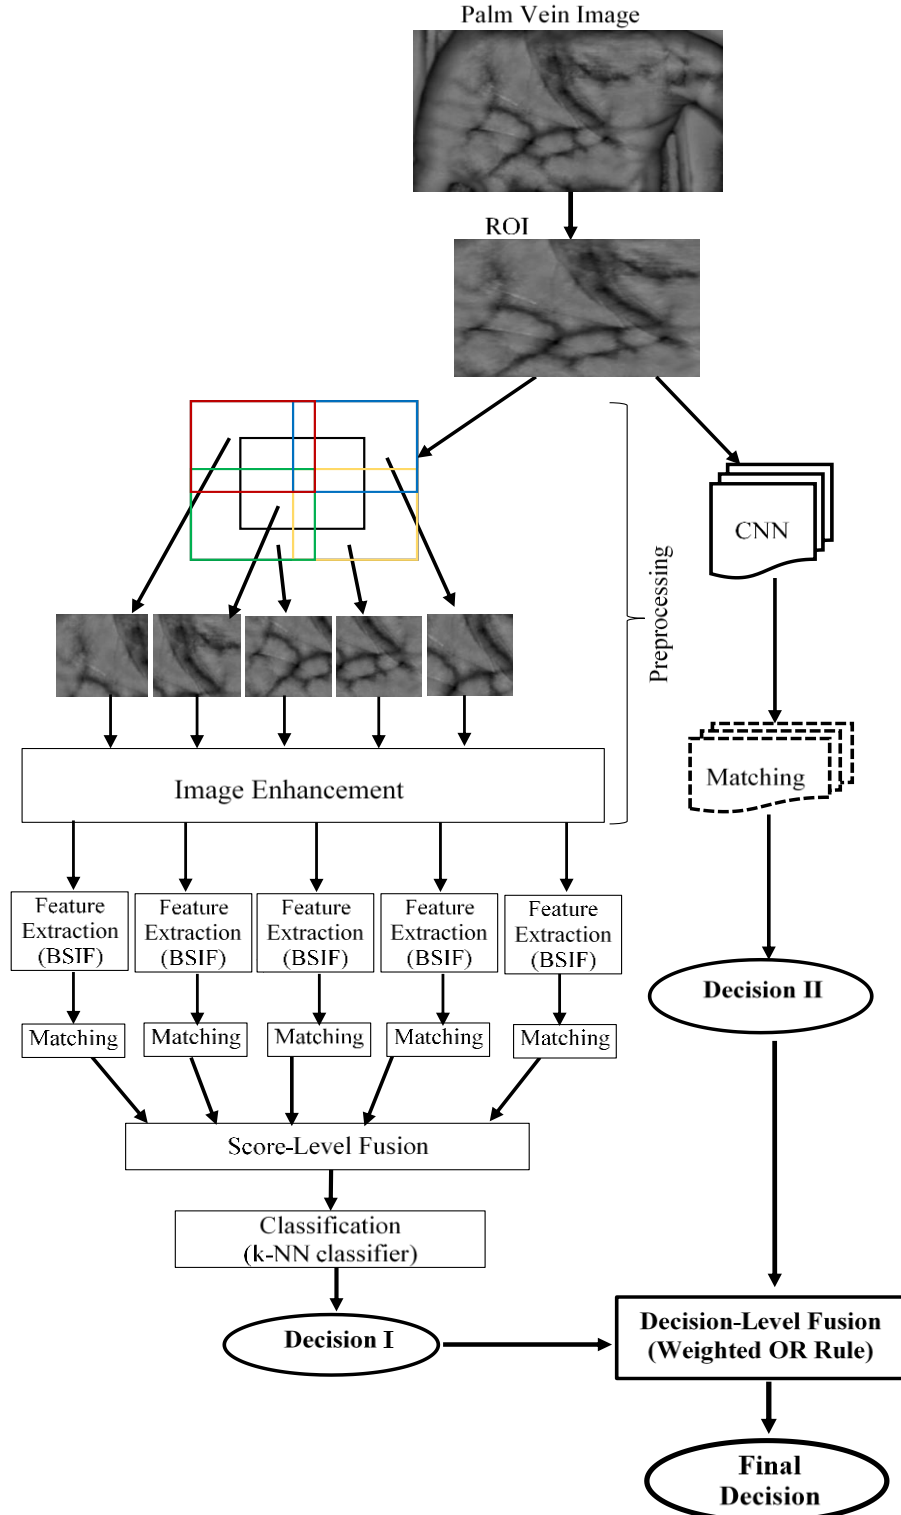 Palm Vein Image
ROI
CNN
Preprocessing
Matching
Image Enhancement
Feature
Extraction
(BSIF)
Feature
Extraction
(BSIF)
Feature
Extraction
(BSIF)
Feature
Extraction
(BSIF)
Feature
Extraction
(BSIF)
Decision II
Matching
Matching
Matching
Matching
Matching
Score-Level Fusion
Classification
(k-NN classifier)
Decision I
Decision-Level Fusion
(Weighted OR Rule)
Final
Decision